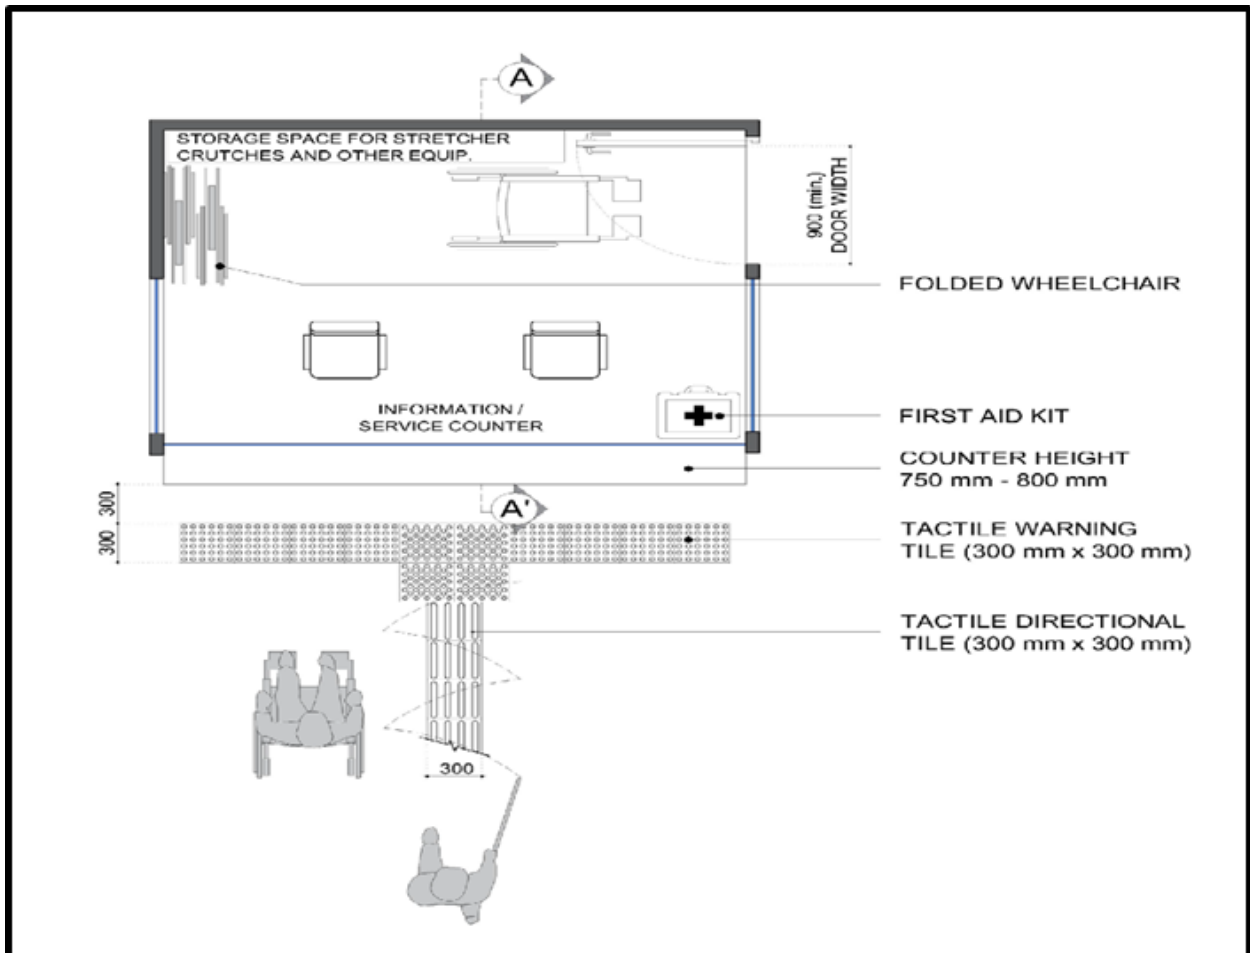 A
STORAGE SPACE FOR STRETCHER
CRUTCHES AND OTHER EQUIP.
900 (min.)
DOOR WIDTH
FOLDED WHEELCHAIR
INFORMATION /
SERVICE COUNTER
FIRST AID KIT
COUNTER HEIGHT
750 mm - 800 mm
300
A'
300
TACTILE WARNING
TILE (300 mm x 300 mm)
TACTILE DIRECTIONAL
TILE (300 mm x 300 mm)
300